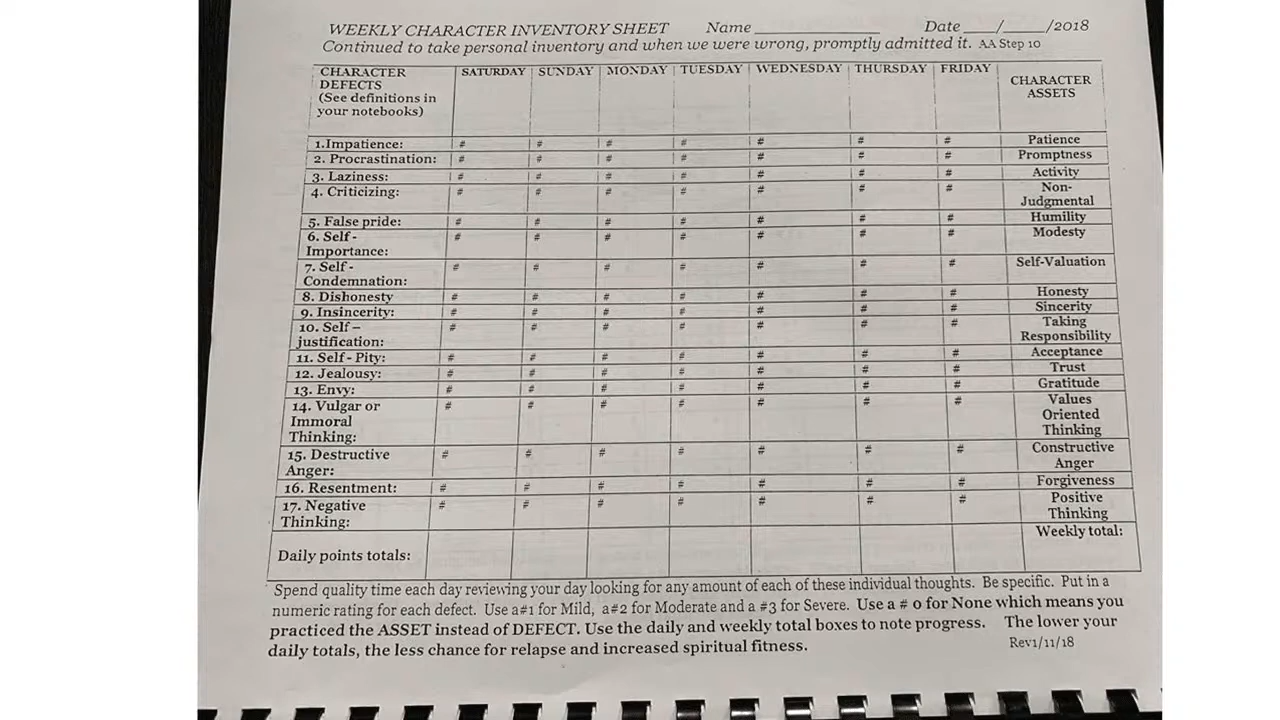 WEEKLY CHARACTER INVENTORY SHEET Name ____________ Date ____/_____/2018
Continued to take personal inventory and when we were wrong, promptly admitted it. AA Step 10
CHARACTER DEFECTS (See definitions in your notebooks) SATURDAY SUNDAY MONDAY TUESDAY WEDNESDAY THURSDAY FRIDAY CHARACTER ASSETS
1.Impatience: # # # # # # # Patience
2. Procrastination: # # # # # # # Promptness
3. Laziness: # # # # # # # Activity
4. Criticizing: # # # # # # # Non-Judgmental
5. False pride: # # # # # # # Humility
6. Self-Importance: # # # # # # # Modesty
7. Self-Condemnation: # # # # # # # Self-Valuation
8. Dishonesty # # # # # # # Honesty
9. Insincerity: # # # # # # # Sincerity
10. Self – justification: # # # # # # # Taking Responsibility
11. Self- Pity: # # # # # # # Acceptance
12. Jealousy: # # # # # # # Trust
13. Envy: # # # # # # # Gratitude
14. Vulgar or Immoral Thinking: # # # # # # # Values Oriented Thinking
15. Destructive Anger: # # # # # # # Constructive Anger
16. Resentment: # # # # # # # Forgiveness
17. Negative Thinking: # # # # # # # Positive Thinking
Daily points totals: Weekly total:
Spend quality time each day reviewing your day looking for any amount of each of these individual thoughts. Be specific. Put in a
numeric rating for each defect. Use a#1 for Mild, a#2 for Moderate and a #3 for Severe. Use a # 0 for None which means you
practiced the ASSET instead of DEFECT. Use the daily and weekly total boxes to note progress. The lower your
daily totals, the less chance for relapse and increased spiritual fitness. Rev1/11/18